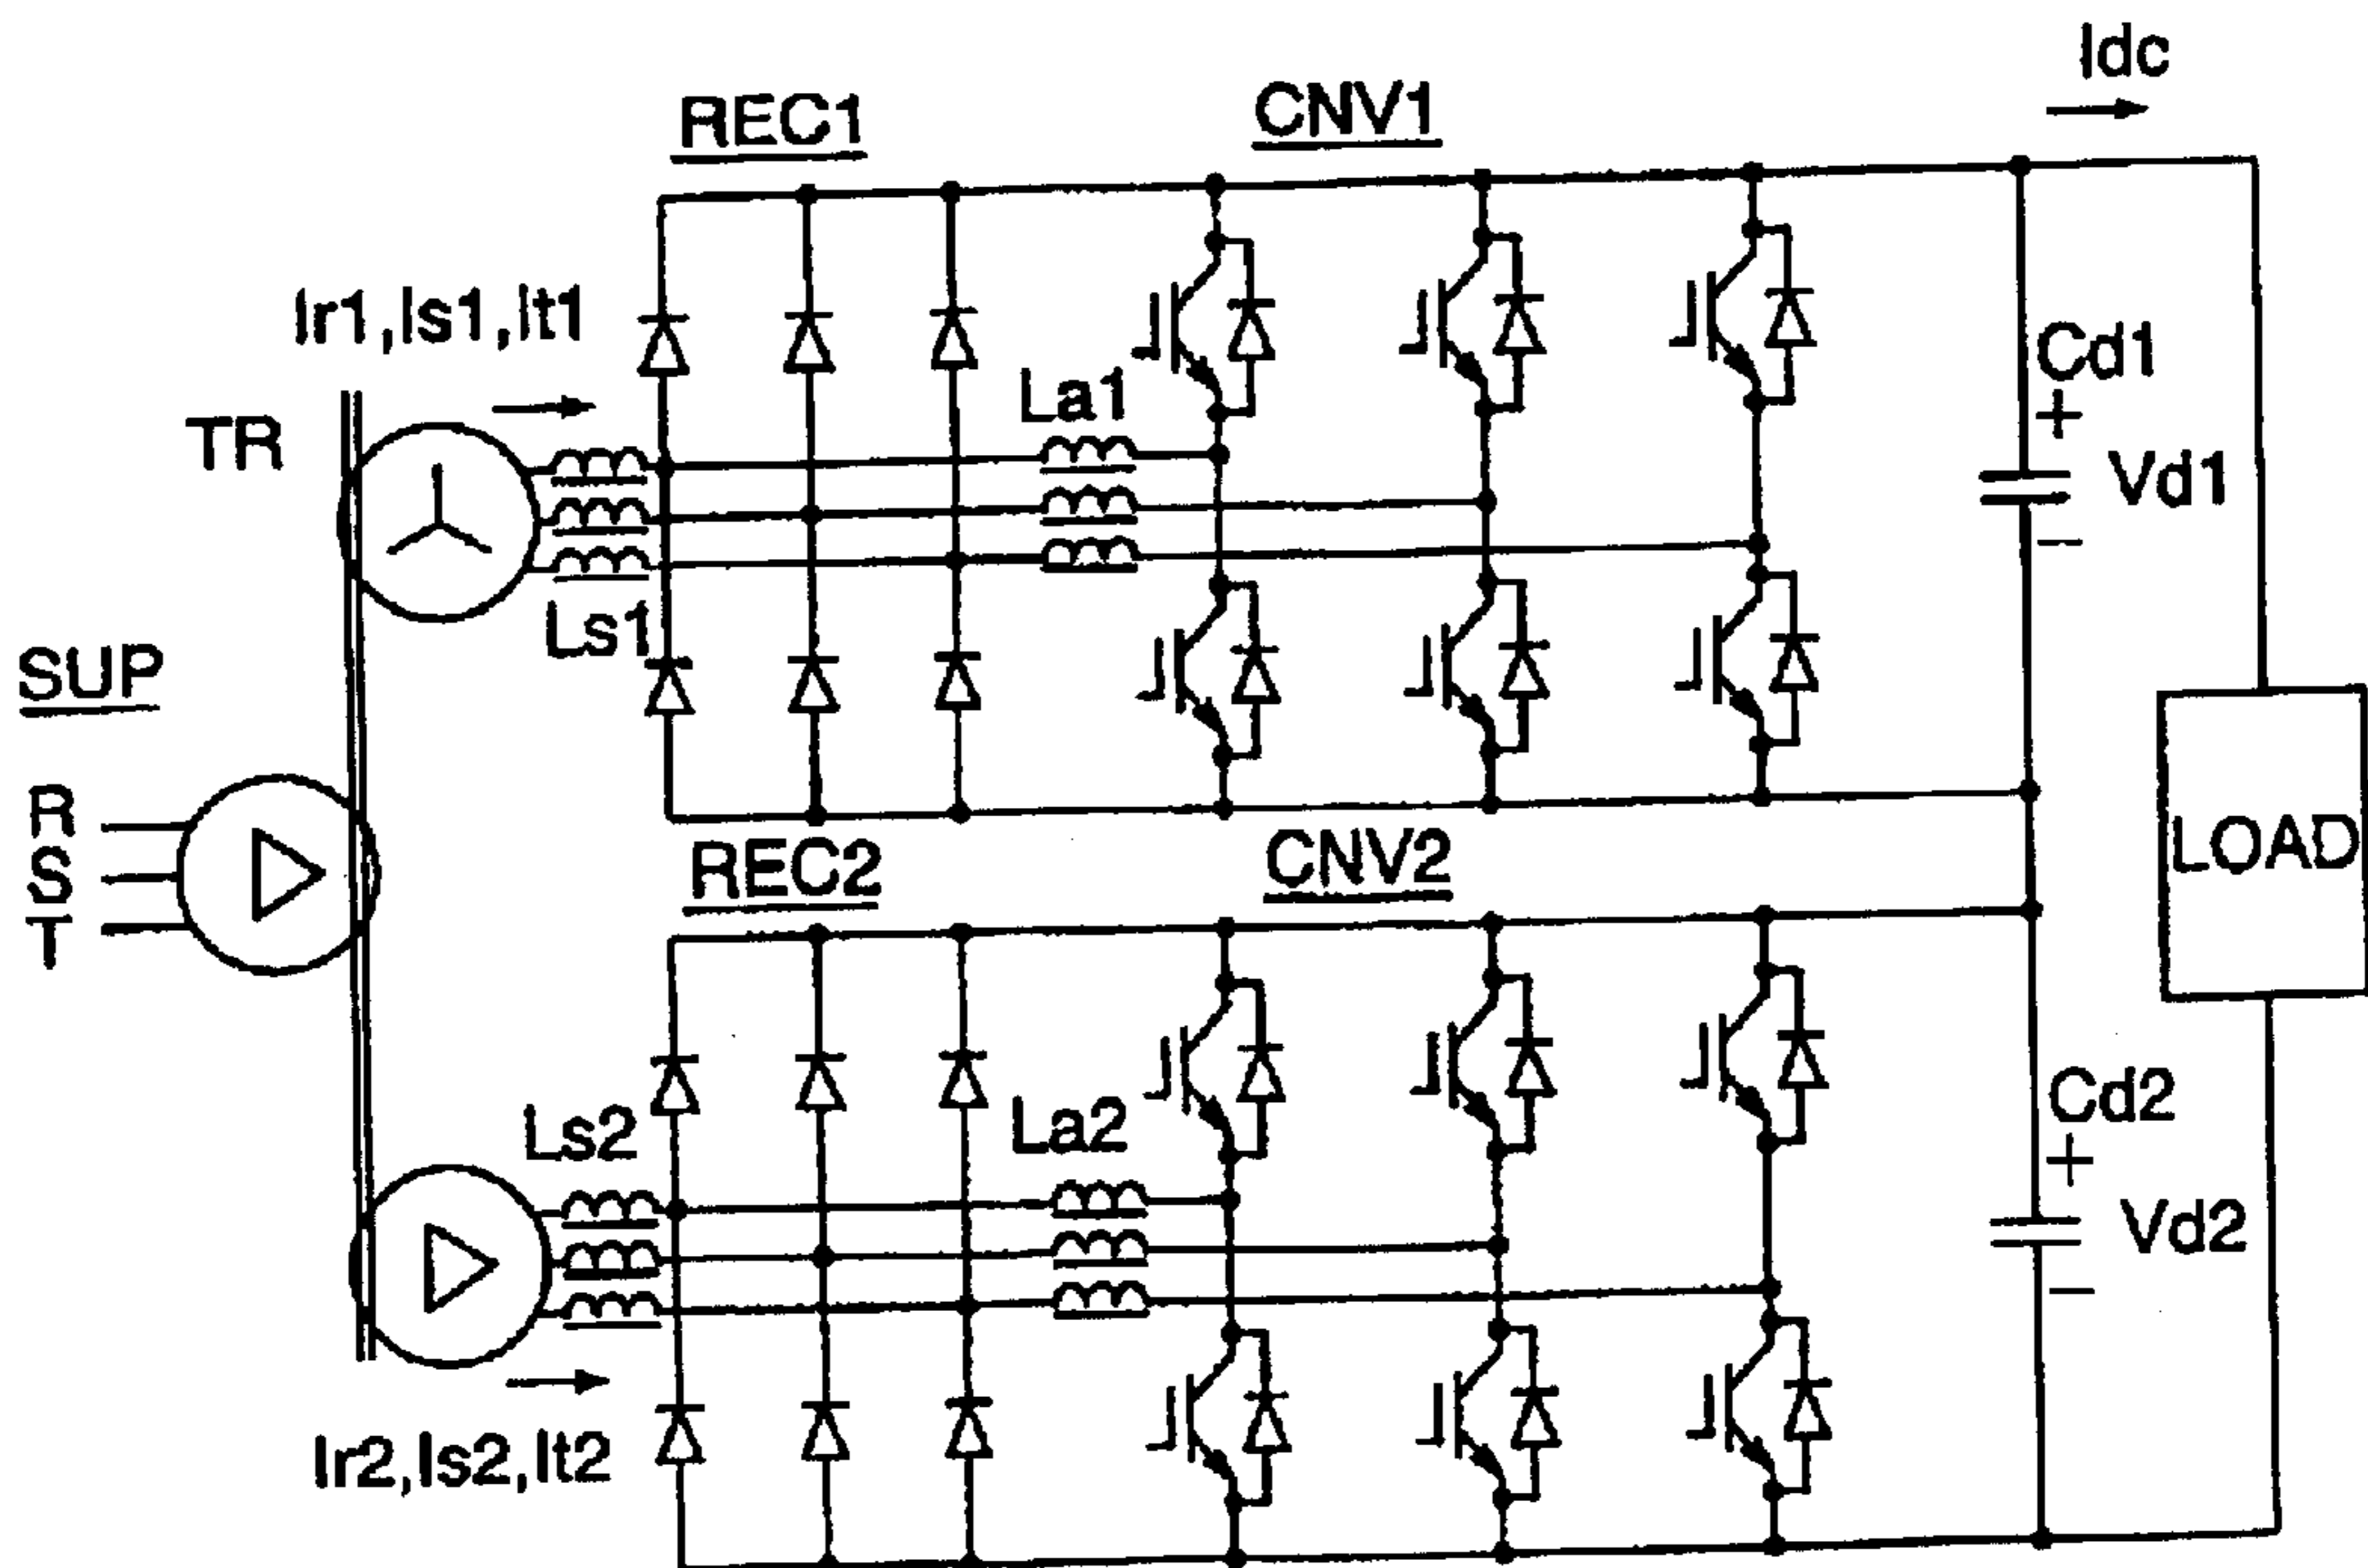 Idc
REC1
CNV1
Ir1,Is1,It1
Cd1
+
Vd1
−
La1
TR
Ls1
SUP
R
S
T
LOAD
REC2
CNV2
Cd2
+
Vd2
−
Ls2
La2
Ir2,Is2,It2